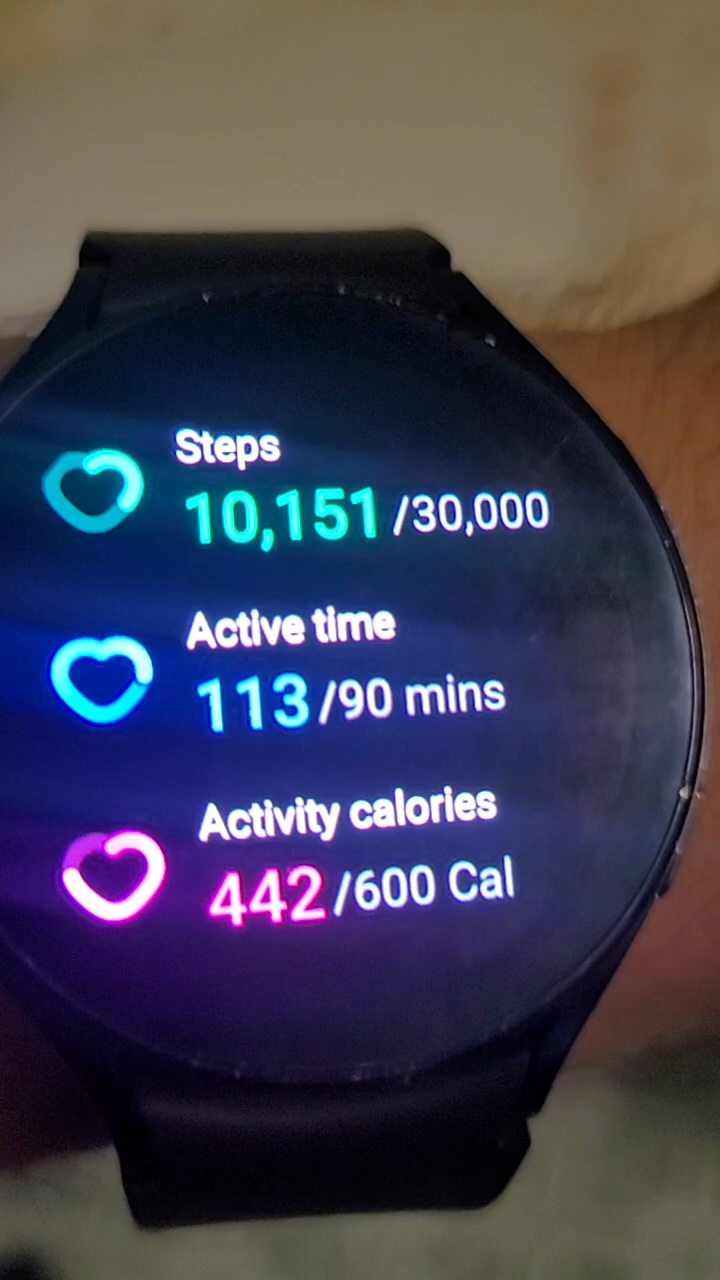 Steps
10,151 /30,000
Active time
113 /90 mins
Activity calories
442 /600 Cal